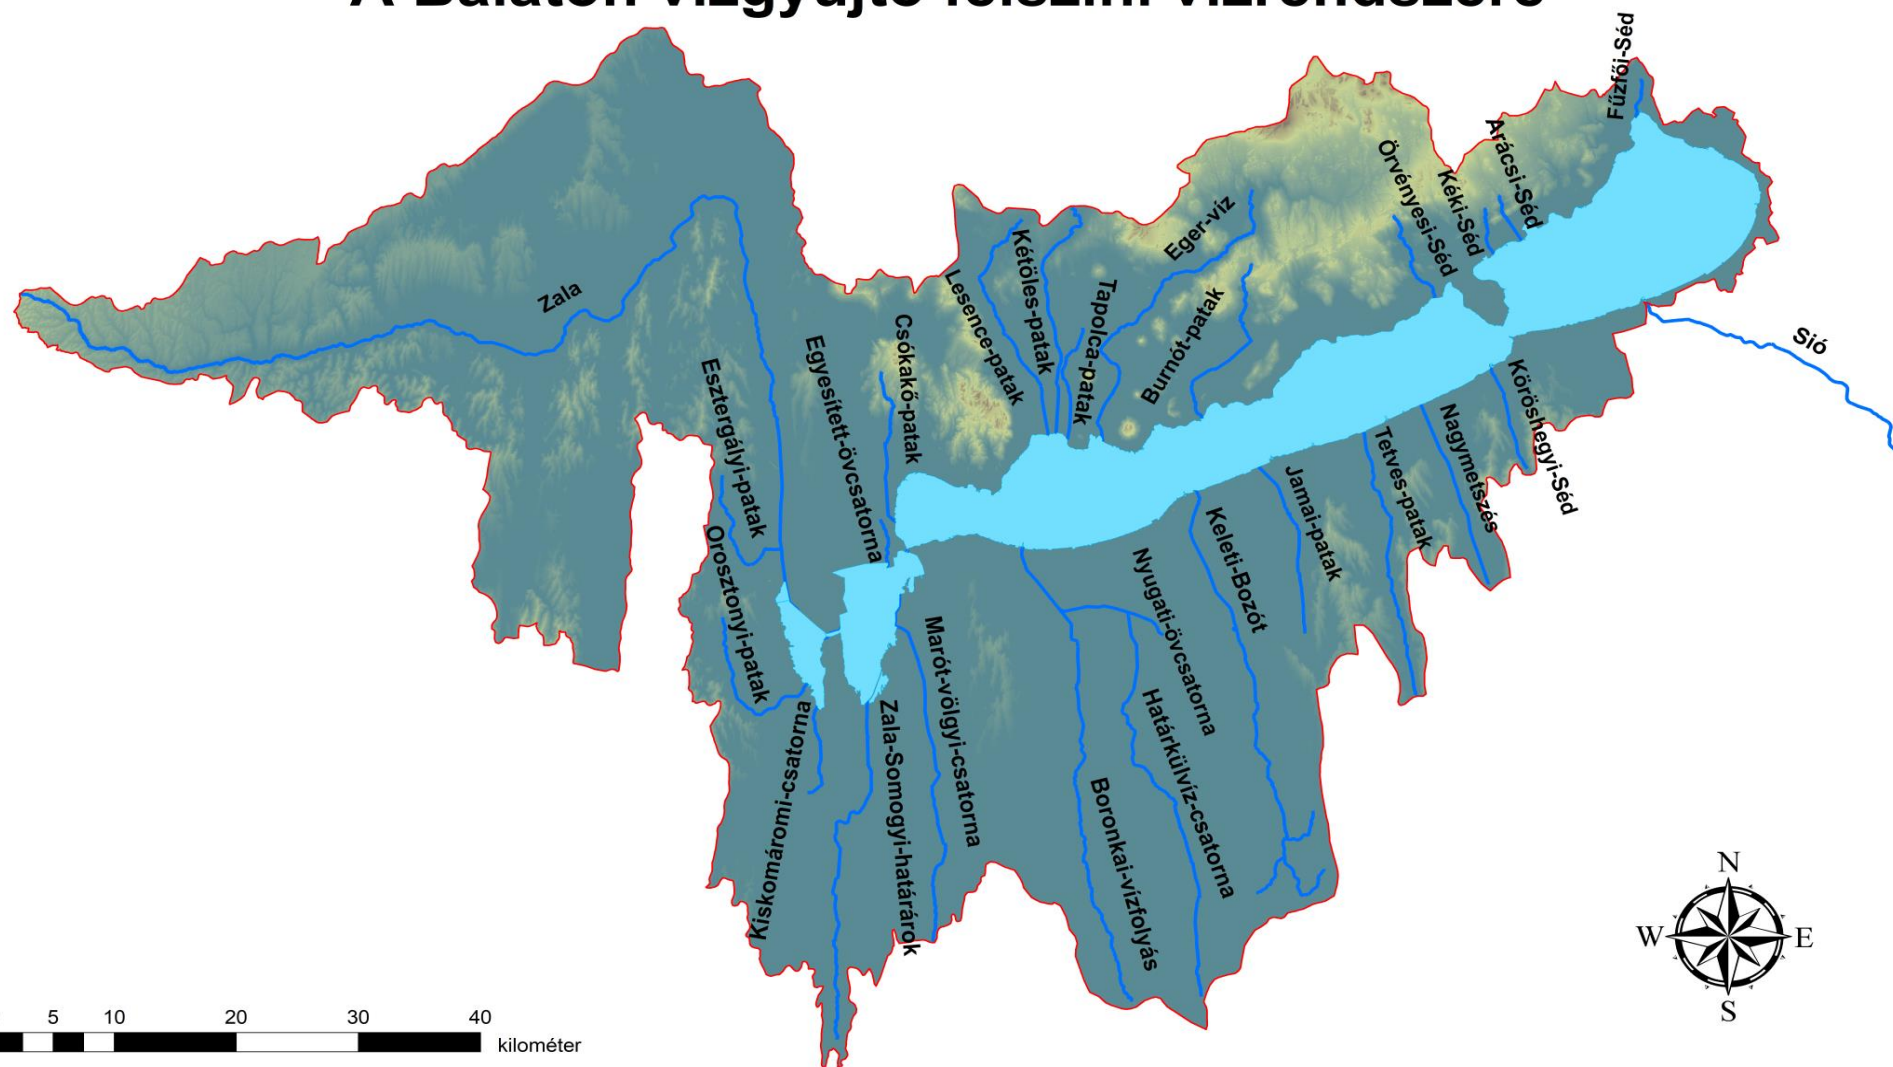 A Balaton vízgyűjtő felszíni vízrendszere
Fűzfői-Séd
Arácsi-Séd
Örvényesi-Séd
Kéki-Séd
Eger-víz
Kétöles-patak
Lesence-patak
Tapolca-patak
Burnót-patak
Zala
Sió
Csókakő-patak
Egyesített-övcsatorna
Esztergályi-patak
Köröshegyi-Séd
Nagymetszés
Tetves-patak
Jamai-patak
Keleti-Bozót
Nyugati-övcsatorna
Orosztonyi-patak
Marót-völgyi-csatorna
Határkülvíz-csatorna
Kiskomáromi-csatorna
Zala-Somogyi-határárok
Boronkai-vízfolyás
N
W
E
S
5 10 20 30 40
kilométer